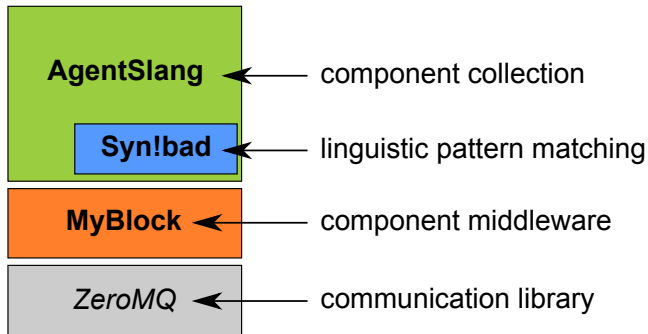 AgentSlang component collection
Syn!bad linguistic pattern matching
MyBlock component middleware
ZeroMQ communication library